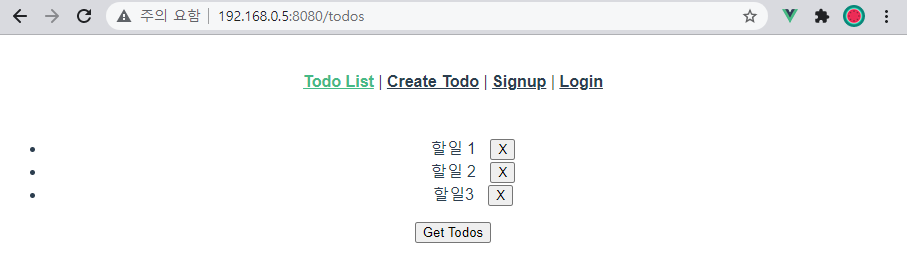 주의 요함 | 192.168.0.5:8080/todos
Todo List | Create Todo | Signup | Login
할일 1 X
할일 2 X
할일3 X
Get Todos